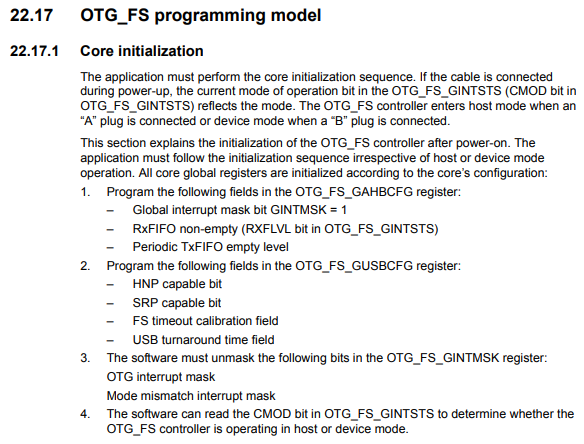 22.17 OTG_FS programming model
22.17.1 Core initialization
The application must perform the core initialization sequence. If the cable is connected
during power-up, the current mode of operation bit in the OTG_FS_GINTSTS (CMOD bit in
OTG_FS_GINTSTS) reflects the mode. The OTG_FS controller enters host mode when an
“A” plug is connected or device mode when a “B” plug is connected.
This section explains the initialization of the OTG_FS controller after power-on. The
application must follow the initialization sequence irrespective of host or device mode
operation. All core global registers are initialized according to the core’s configuration:
1. Program the following fields in the OTG_FS_GAHBCFG register:
– Global interrupt mask bit GINTMSK = 1
– RxFIFO non-empty (RXFLVL bit in OTG_FS_GINTSTS)
– Periodic TxFIFO empty level
2. Program the following fields in the OTG_FS_GUSBCFG register:
– HNP capable bit
– SRP capable bit
– FS timeout calibration field
– USB turnaround time field
3. The software must unmask the following bits in the OTG_FS_GINTMSK register:
OTG interrupt mask
Mode mismatch interrupt mask
4. The software can read the CMOD bit in OTG_FS_GINTSTS to determine whether the
OTG_FS controller is operating in host or device mode.